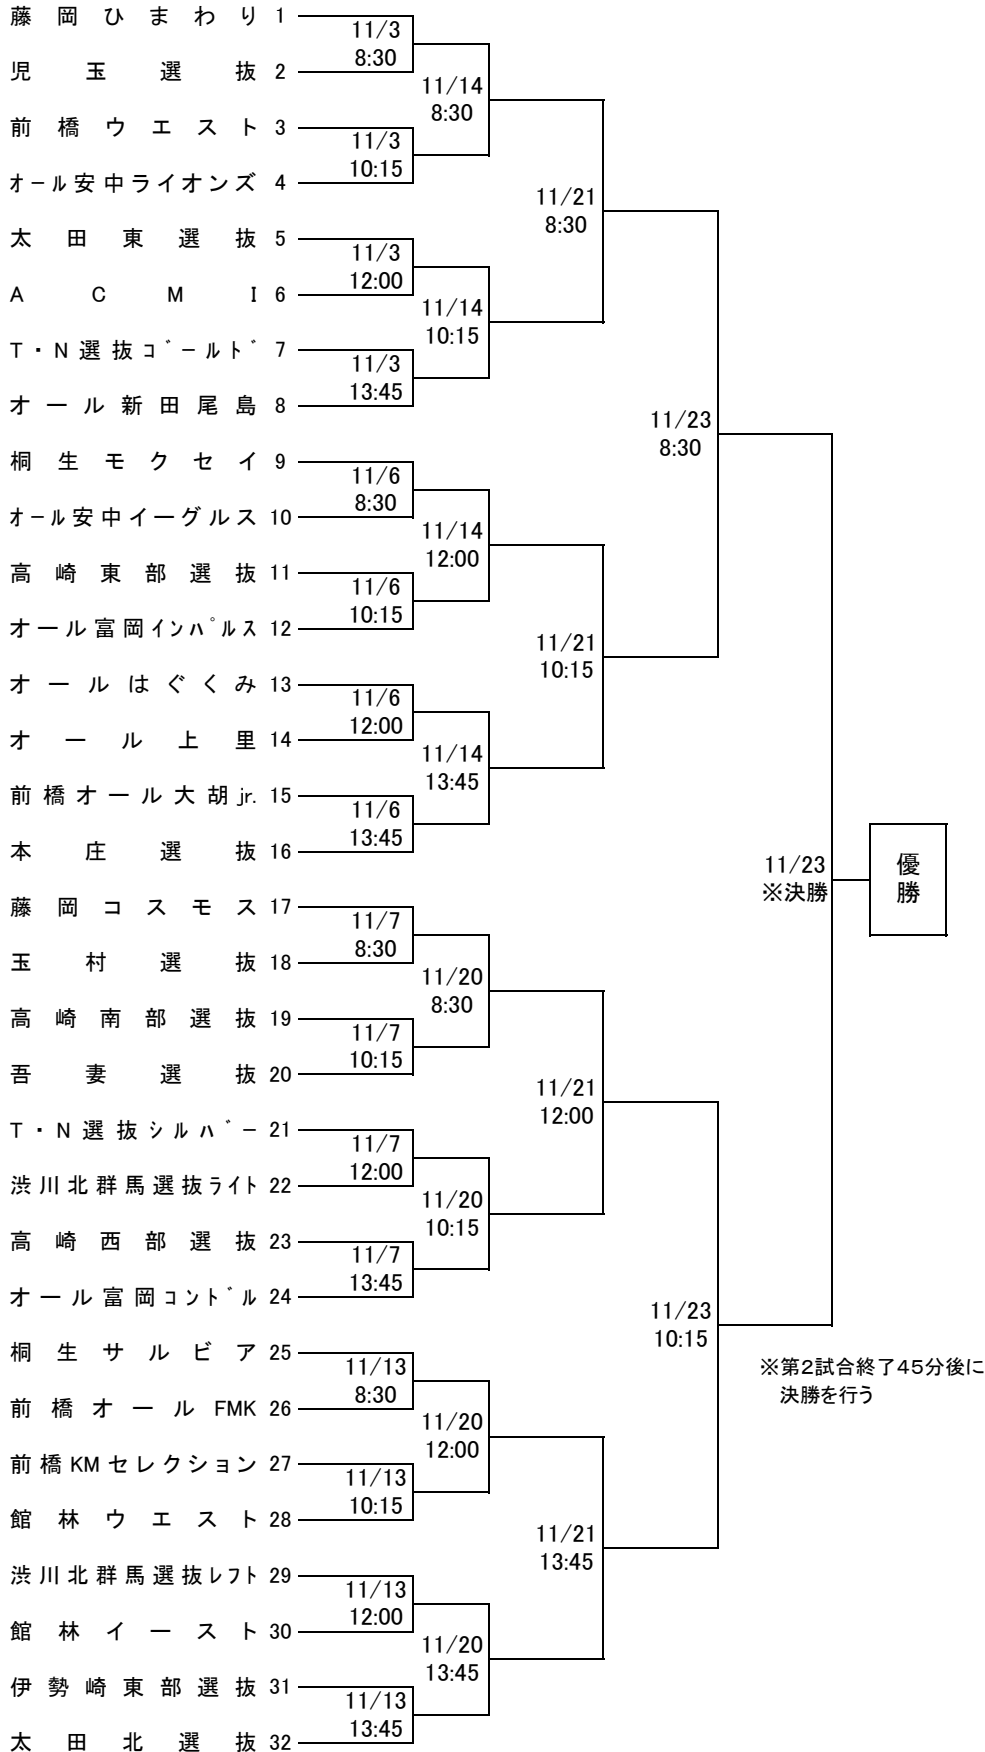 藤岡ひまわり 1
11/3
8:30
児玉選抜 2
11/14
8:30
前橋ウエスト 3
11/3
10:15
オール安中ライオンズ 4
11/21
8:30
太田東選抜 5
11/3
12:00
ACMI 6
11/14
10:15
T・N選抜ゴールド 7
11/3
13:45
オール新田尾島 8
11/23
8:30
桐生モクセイ 9
11/6
8:30
オール安中イーグルス 10
11/14
12:00
高崎東部選抜 11
11/6
10:15
オール富岡インパルス 12
11/21
10:15
オールはぐくみ 13
11/6
12:00
オール上里 14
11/14
13:45
前橋オール大胡jr. 15
11/6
13:45
本庄選抜 16
11/23
※決勝
優勝
藤岡コスモス 17
11/7
8:30
玉村選抜 18
11/20
8:30
高崎南部選抜 19
11/7
10:15
吾妻選抜 20
11/21
12:00
T・N選抜シルバー 21
11/7
12:00
渋川北群馬選抜ライト 22
11/20
10:15
高崎西部選抜 23
11/7
13:45
オール富岡コンドル 24
11/23
10:15
桐生サルビア 25
11/13
8:30
※第2試合終了45分後に
決勝を行う
前橋オールFMK 26
11/20
12:00
前橋KMセレクション 27
11/13
10:15
館林ウエスト 28
11/21
13:45
渋川北群馬選抜レフト 29
11/13
12:00
館林イースト 30
11/20
13:45
伊勢崎東部選抜 31
11/13
13:45
太田北選抜 32